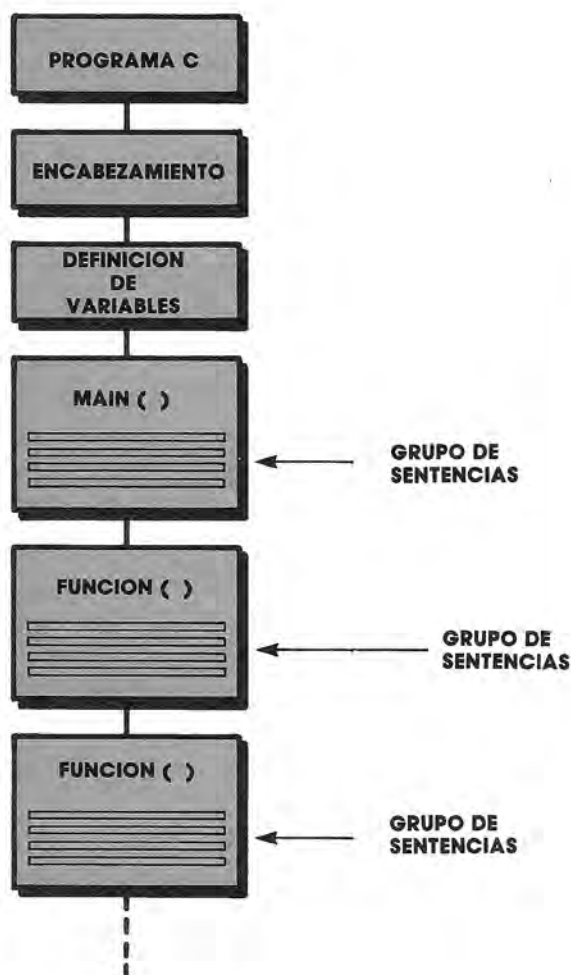 PROGRAMA C
ENCABEZAMIENTO
DEFINICION
DE
VARIABLES
MAIN ( )
GRUPO DE
SENTENCIAS
FUNCION ( )
GRUPO DE
SENTENCIAS
FUNCION ( )
GRUPO DE
SENTENCIAS